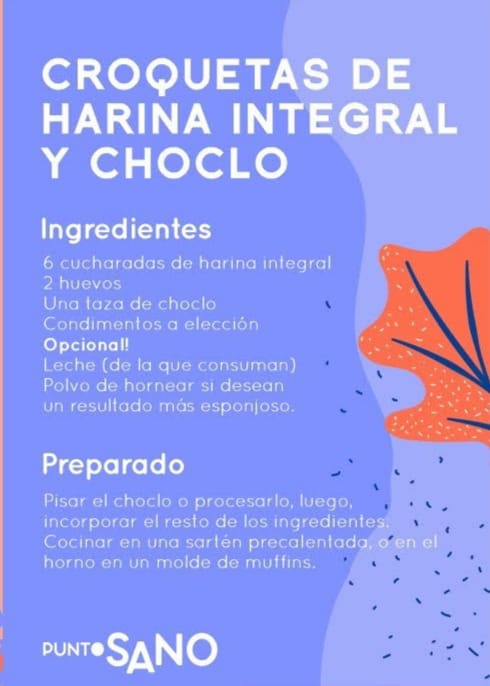 CROQUETAS DE
HARINA INTEGRAL
Y CHOCLO
Ingredientes
6 cucharadas de harina integral
2 huevos
Una taza de choclo
Condimentos a elección
Opcional!
Leche (de la que consuman)
Polvo de hornear si desean
un resultado más esponjoso.
Preparado
Pisar el choclo o procesarlo, luego,
incorporar el resto de los ingredientes.
Cocinar en una sartén precalentada, o en el
horno en un molde de muffins.
PUNTO SANO